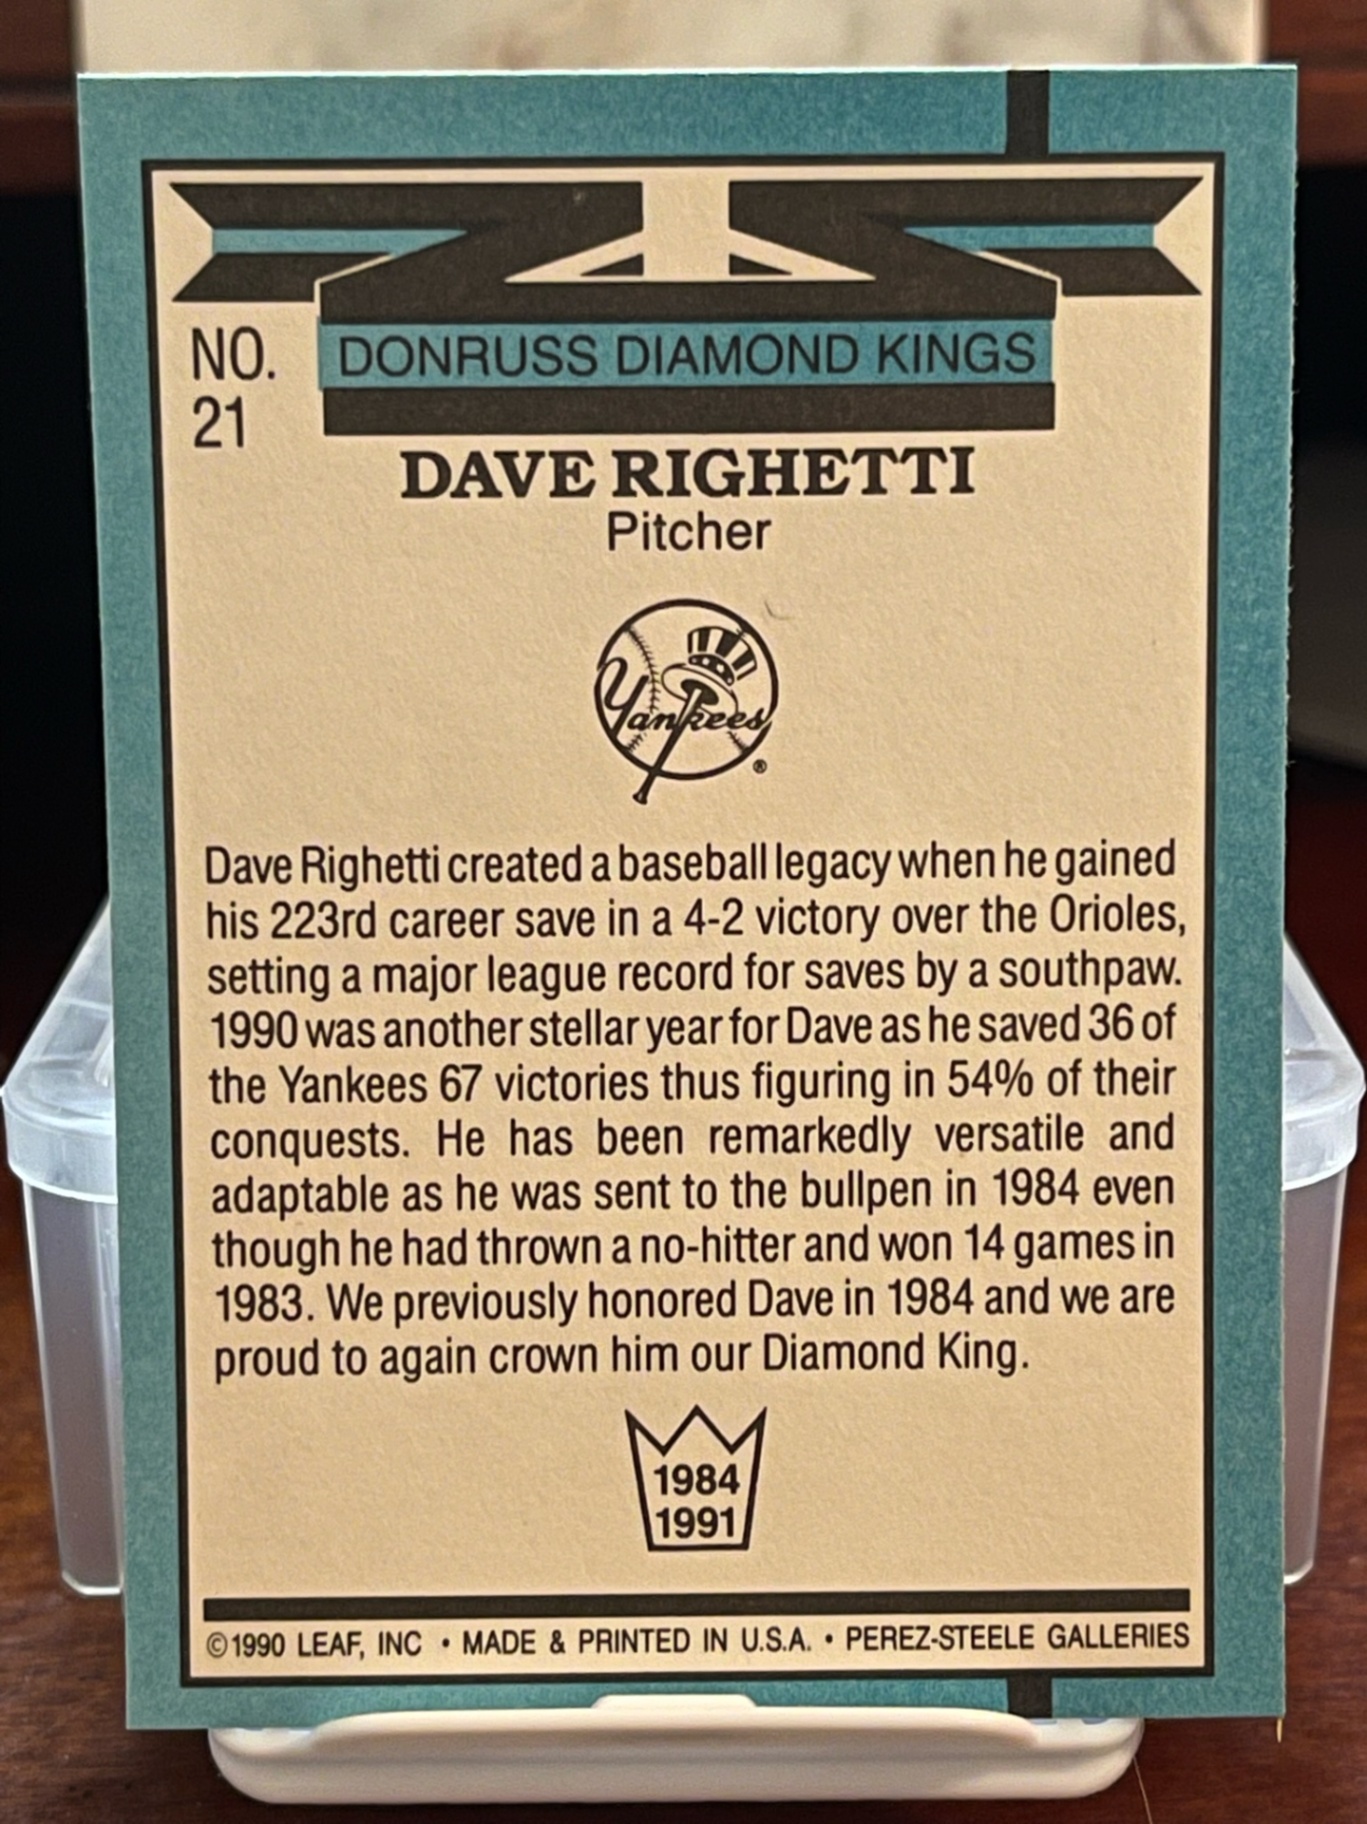 NO.
21
DONRUSS DIAMOND KINGS
DAVE RIGHETTI
Pitcher
Yankees
®
Dave Righetti created a baseball legacy when he gained
his 223rd career save in a 4-2 victory over the Orioles,
setting a major league record for saves by a southpaw.
1990 was another stellar year for Dave as he saved 36 of
the Yankees 67 victories thus figuring in 54% of their
conquests. He has been remarkedly versatile and
adaptable as he was sent to the bullpen in 1984 even
though he had thrown a no-hitter and won 14 games in
1983. We previously honored Dave in 1984 and we are
proud to again crown him our Diamond King.
1984
1991
©1990 LEAF, INC • MADE & PRINTED IN U.S.A. • PEREZ-STEELE GALLERIES